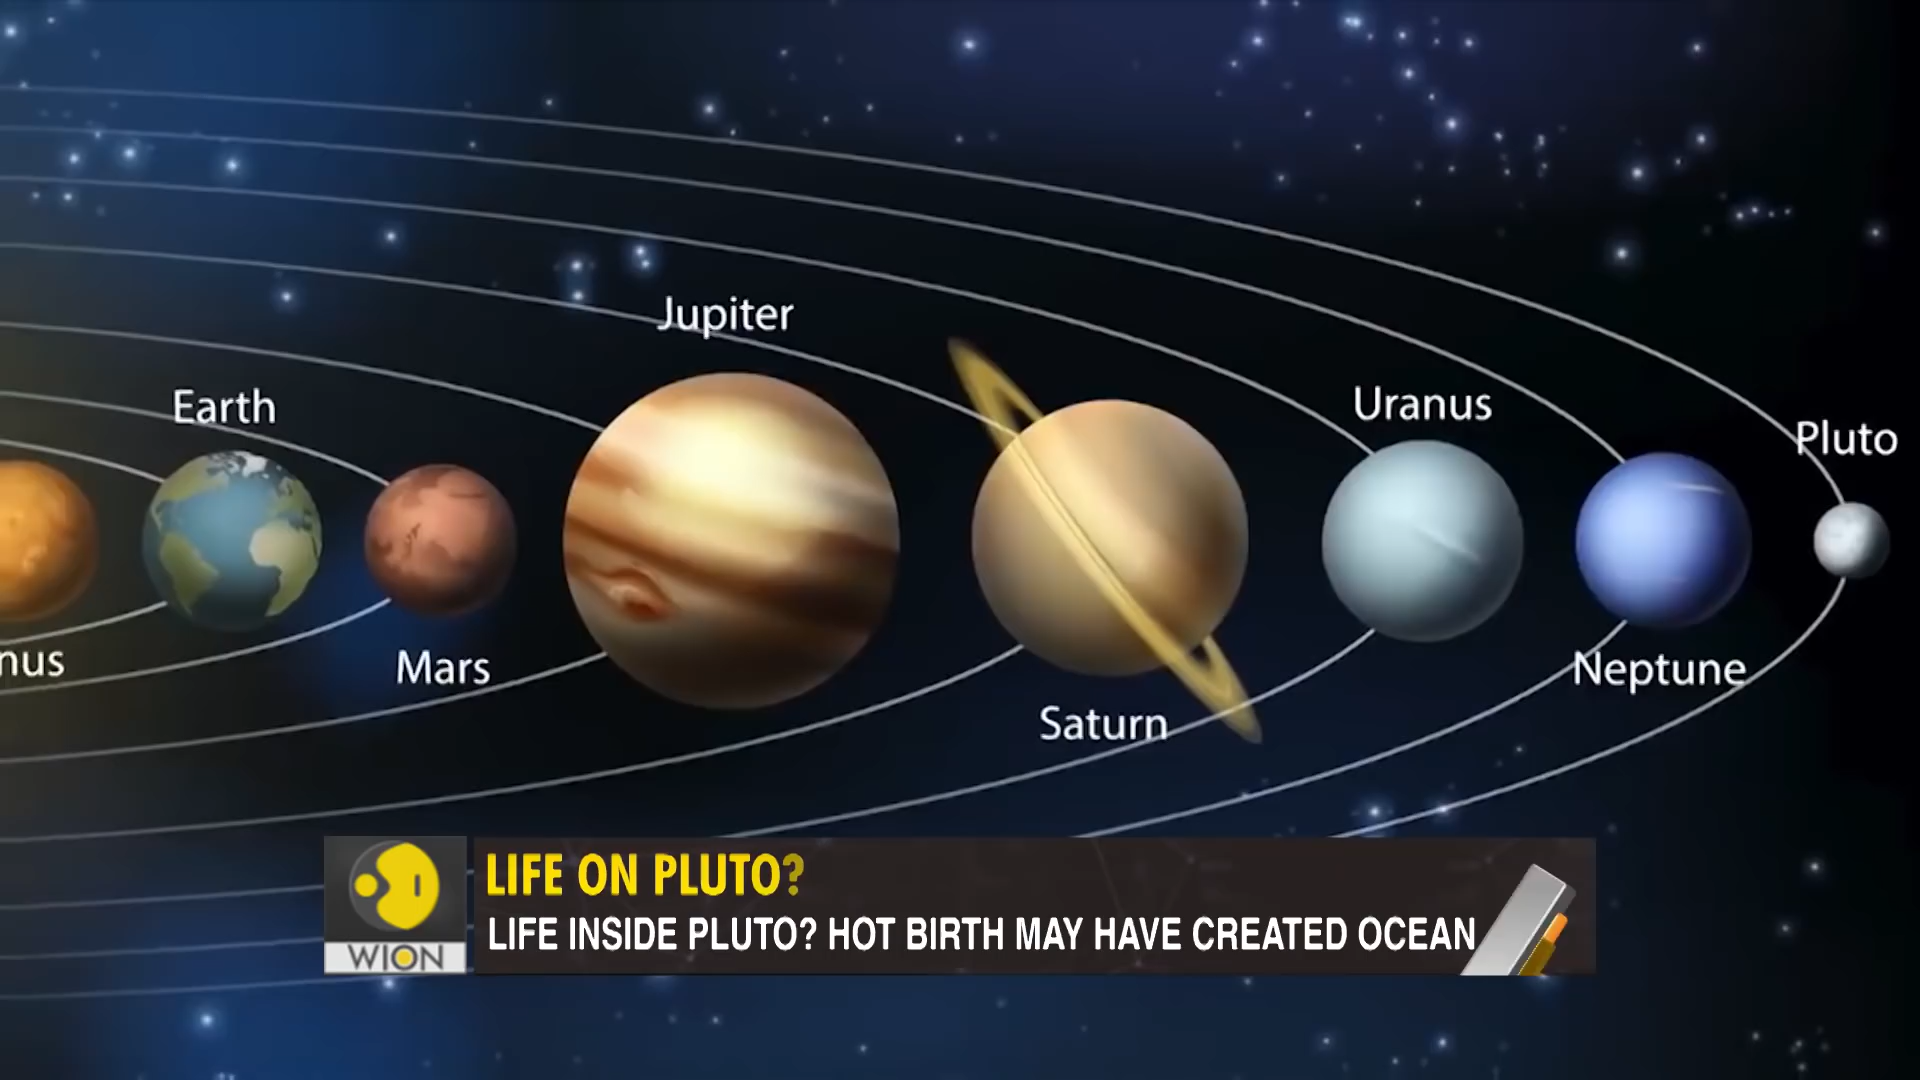 Jupiter
Earth
Uranus
Pluto
nus
Mars
Neptune
Saturn
LIFE ON PLUTO?
LIFE INSIDE PLUTO? HOT BIRTH MAY HAVE CREATED OCEAN
WION